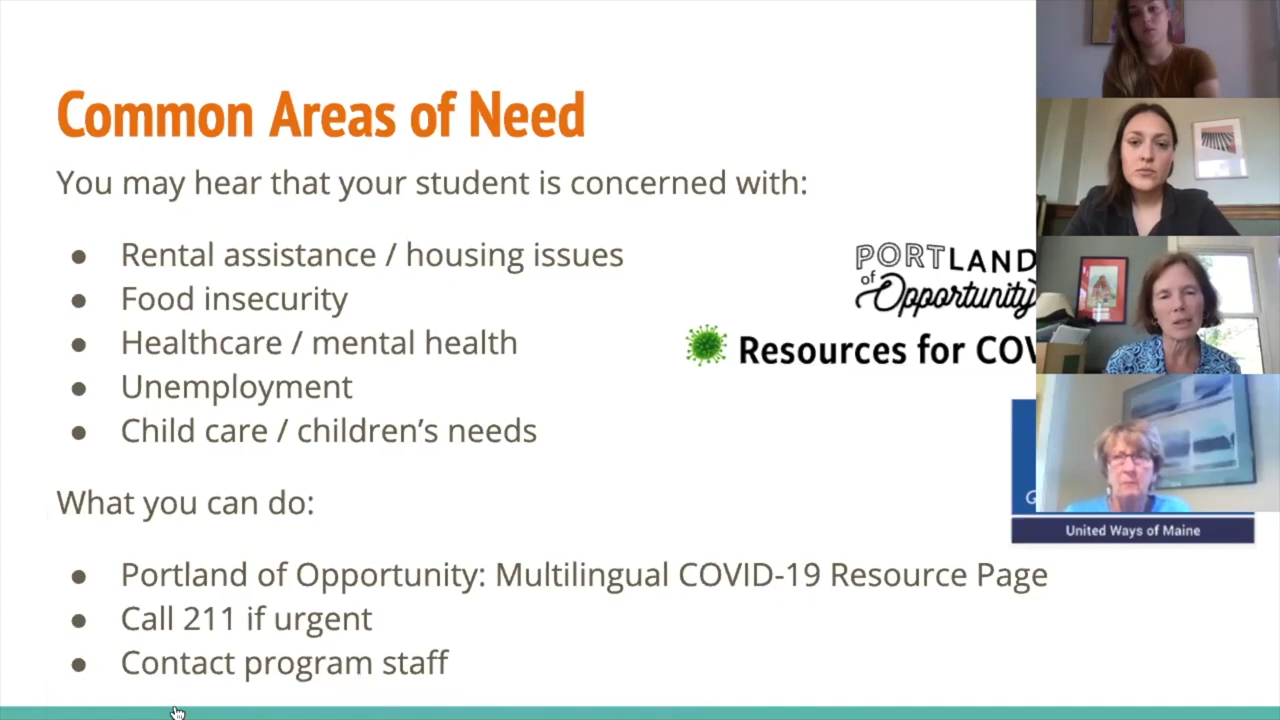 Common Areas of Need
You may hear that your student is concerned with:
● Rental assistance / housing issues
● Food insecurity
● Healthcare / mental health
● Unemployment
● Child care / children's needs
PORTLAND
of Opportunity
Resources for COV
G
United Ways of Maine
What you can do:
● Portland of Opportunity: Multilingual COVID-19 Resource Page
● Call 211 if urgent
● Contact program staff